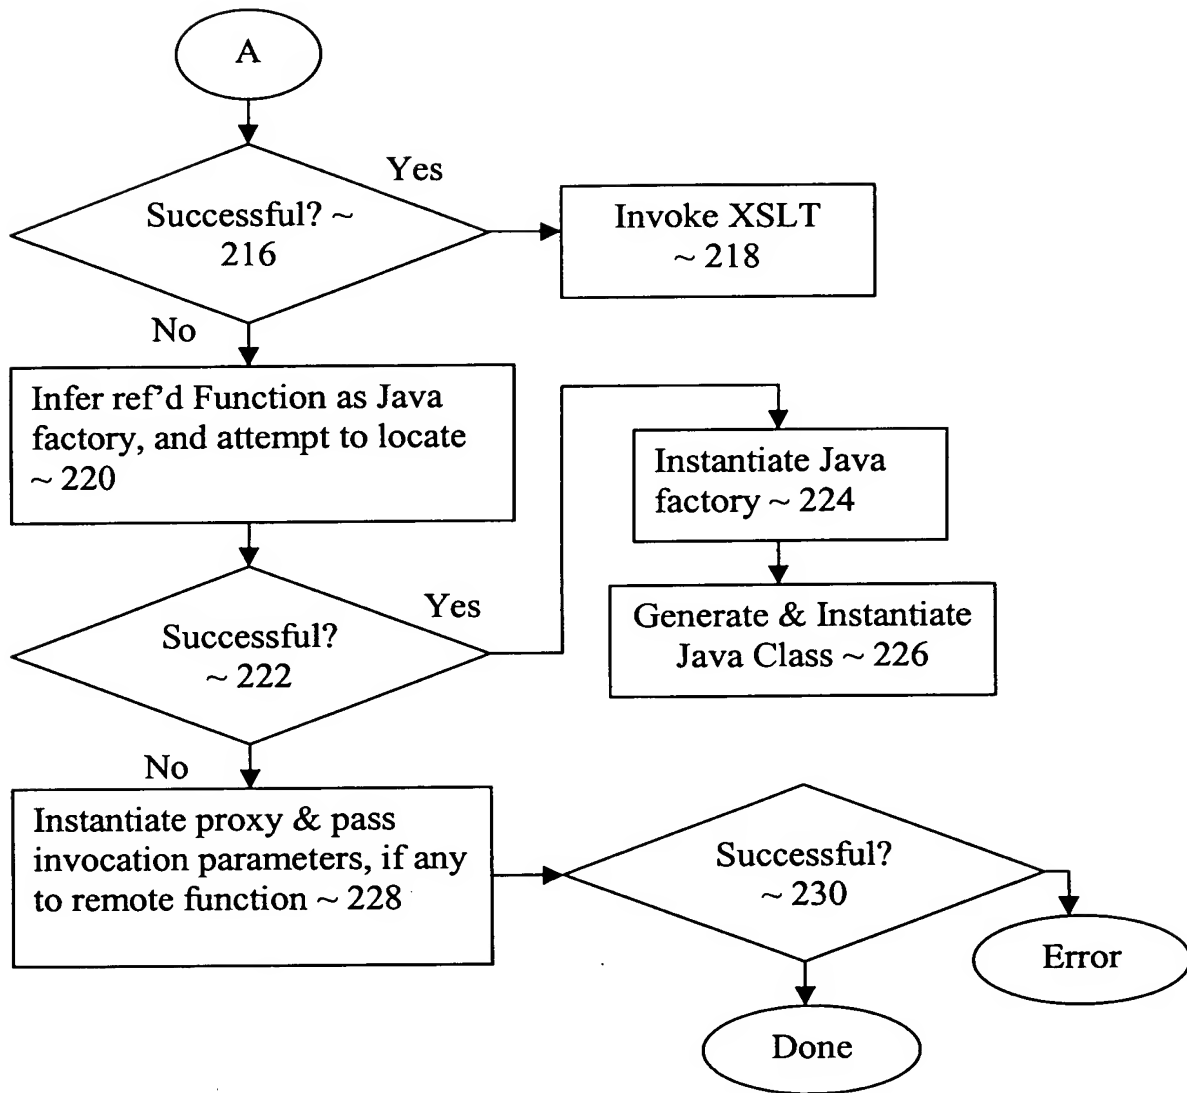 A
Yes
Successful? ~
216
Invoke XSLT
~ 218
No
Infer ref’d Function as Java
factory, and attempt to locate
~ 220
Instantiate Java
factory ~ 224
Yes
Successful?
~ 222
Generate & Instantiate
Java Class ~ 226
No
Instantiate proxy & pass
invocation parameters, if any
to remote function ~ 228
Successful?
~ 230
Error
Done